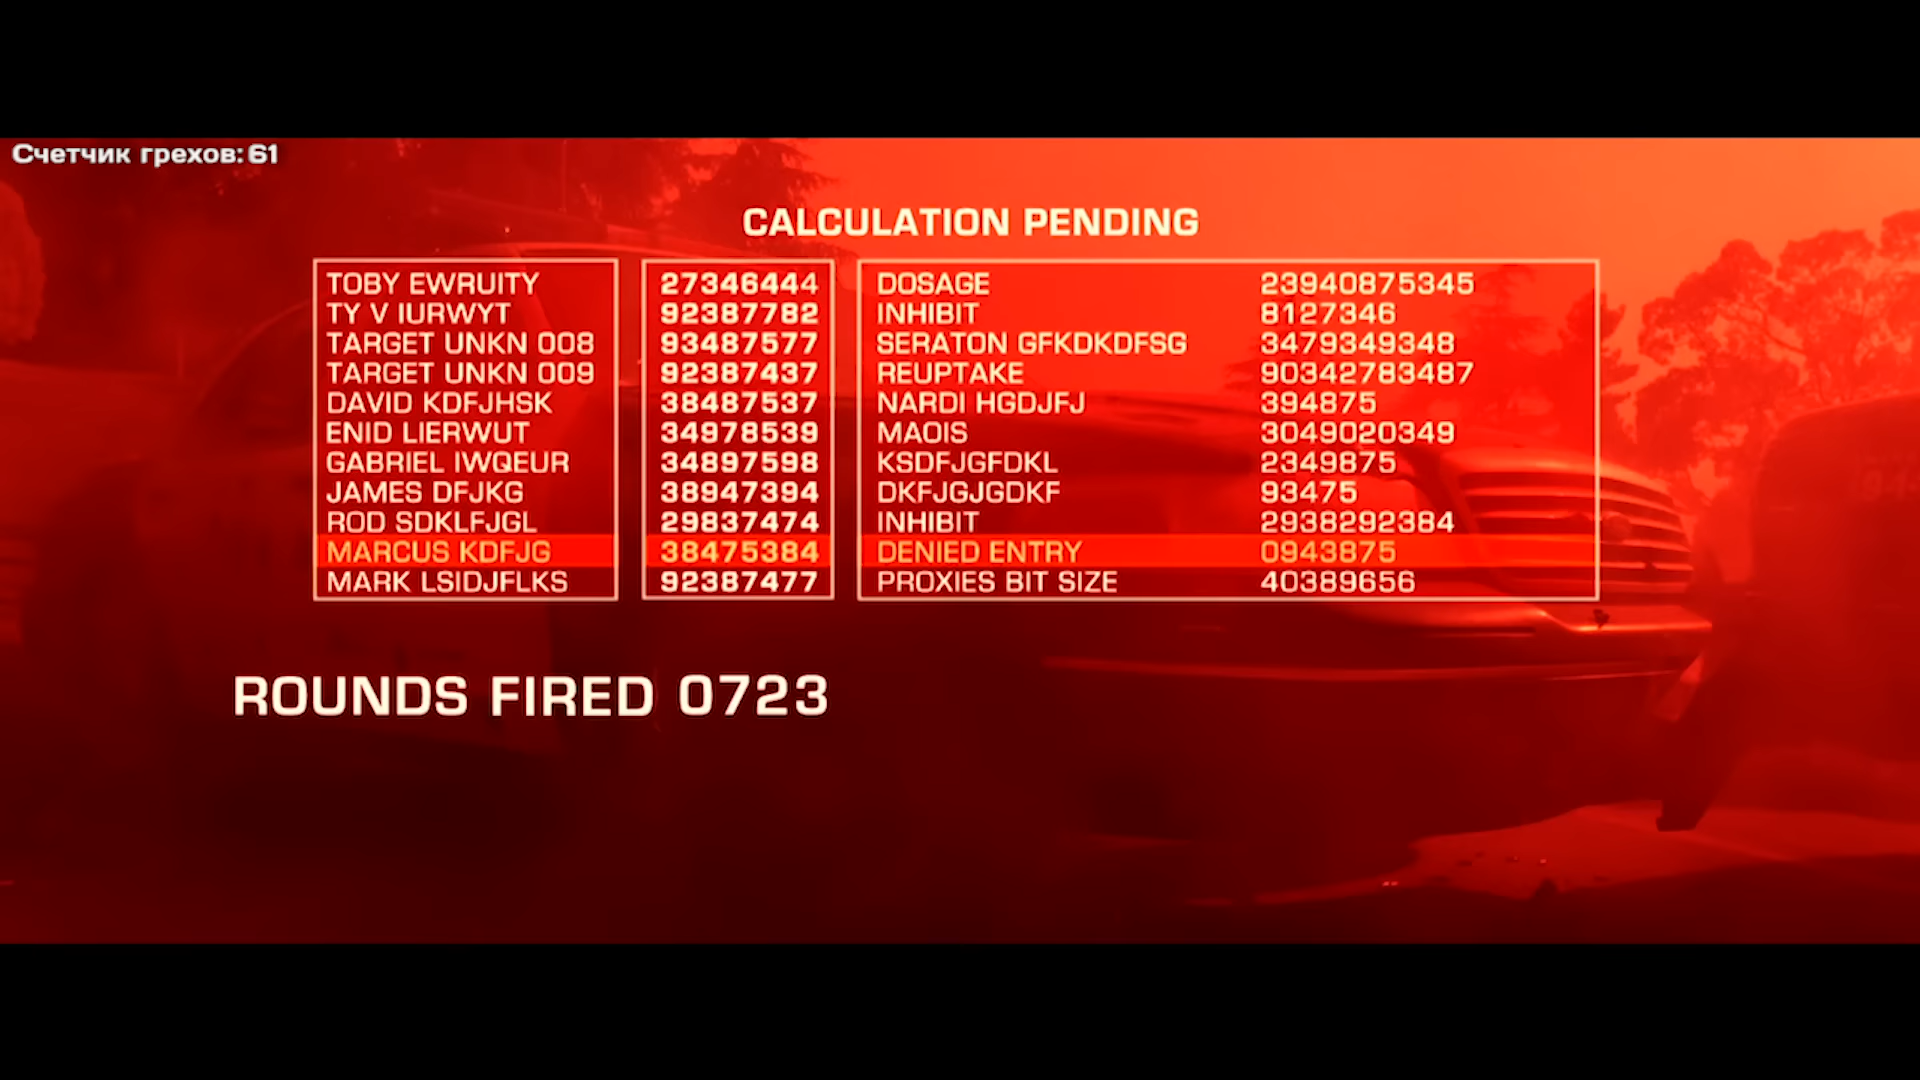 Счетчик грехов: 61
CALCULATION PENDING
TOBY EWRUITY 27346444 DOSAGE 23940875345
TY V IURWYT 92387782 INHIBIT 8127346
TARGET UNKN 008 93487577 SERATON GFKDKDFSG 3479349348
TARGET UNKN 009 92387437 REUPTAKE 90342783487
DAVID KDFJHSK 38487537 NARDI HGDJFJ 394875
ENID LIERWUT 34978539 MAOIS 3049020349
GABRIEL IWQEUR 34897598 KSDFJGFDKL 2349875
JAMES DFJKG 38947394 DKFJGJGDKF 93475
ROD SDKLFJGL 29837474 INHIBIT 2938292384
MARCUS KDFJG 38475384 DENIED ENTRY 0943875
MARK LSIDJFLKS 92387477 PROXIES BIT SIZE 40389656
ROUNDS FIRED 0723